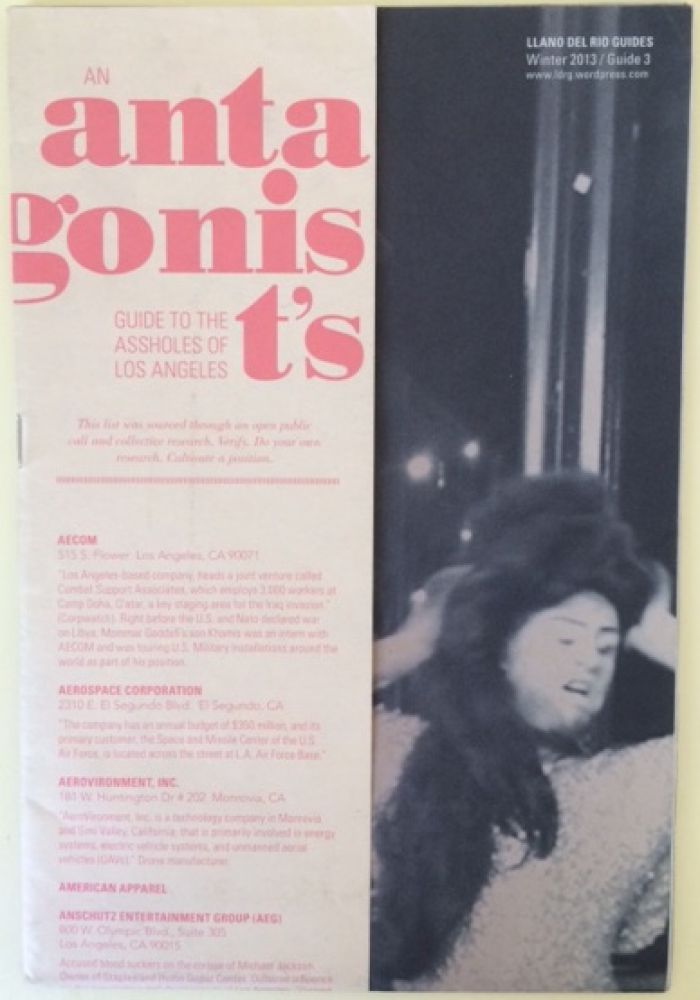 AN
anta
gonis
t's
GUIDE TO THE
ASSHOLES OF
LOS ANGELES
This list was sourced through an open public
call and collective research. Verify. Do your own
research. Cultivate a position.
AECOM
515 S. Flower Los Angeles, CA 90071
"Los Angeles-based company, heads a joint venture called
Combat Support Associates, which employs 2,000 workers at
Camp Doha, Qatar, a key staging area for the Iraq invasion."
(Corpwatch). Right before the U.S. and Nato declared war
on Libya, Gaddafi's son Khamis was an intern with
AECOM and was touring U.S. Military installations around the
world as part of his position.
AEROSPACE CORPORATION
2310 E. El Segundo Blvd. El Segundo, CA
"The company has an annual budget of $350 million, and its
primary customer, the Space and Missile Center of the U.S.
Air Force, is located across the street at L.A. Air Force Base."
AEROVIRONMENT, INC.
181 W. Huntington Dr # 202 Monrovia, CA
"AeroVironment, Inc. is a technology company in Monrovia
and Simi Valley, California, that is primarily involved in energy
systems, electric vehicle systems, and unmanned aerial
vehicles (UAVs)." Drone manufacturer.
AMERICAN APPAREL
ANSCHUTZ ENTERTAINMENT GROUP (AEG)
800 W. Olympic Blvd., Suite 305
Los Angeles, CA 90015
Accused blood suckers on the corpse of Michael Jackson.
Owner of Staples and Home Depot Center.
LLANO DEL RIO GUIDES
Winter 2013 / Guide 3
www.ldrg.wordpress.com